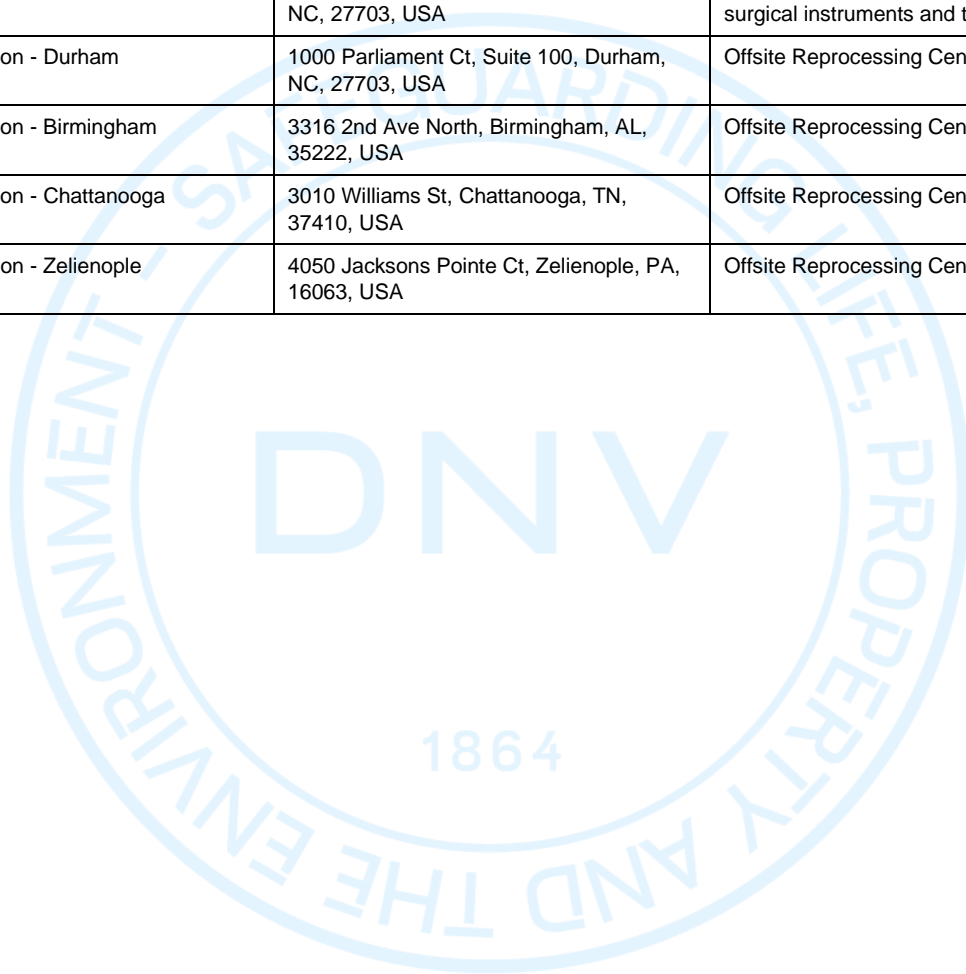 NC, 27703, USA
surgical instruments and t
on - Durham
1000 Parliament Ct, Suite 100, Durham,
NC, 27703, USA
Offsite Reprocessing Cen
on - Birmingham
3316 2nd Ave North, Birmingham, AL,
35222, USA
Offsite Reprocessing Cen
on - Chattanooga
3010 Williams St, Chattanooga, TN,
37410, USA
Offsite Reprocessing Cen
on - Zelienople
4050 Jacksons Pointe Ct, Zelienople, PA,
16063, USA
Offsite Reprocessing Cen
SAFEGUARDING LIFE, PROPERTY AND THE ENVIRONMENT -
DNV
1864